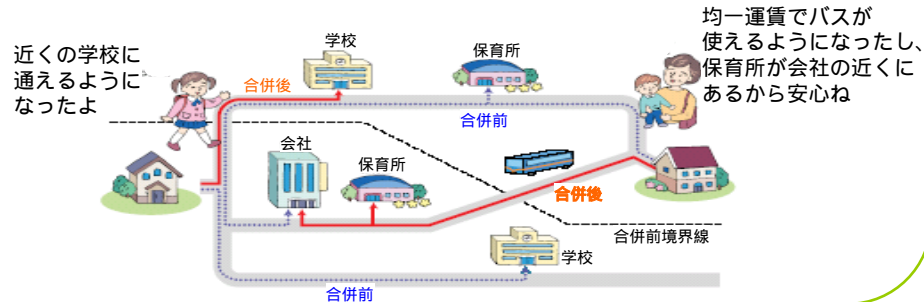 近くの学校に
通えるように
なったよ
学校
保育所
均一運賃でバスが
使えるようになったし、
保育所が会社の近くに
あるから安心ね
合併後
合併前
会社
保育所
合併後
合併前境界線
学校
合併前